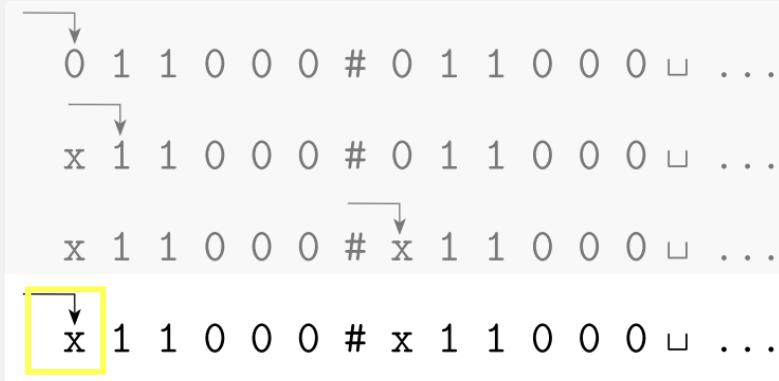 0 1 1 0 0 0 # 0 1 1 0 0 0 ␣ ...
x 1 1 0 0 0 # 0 1 1 0 0 0 ␣ ...
x 1 1 0 0 0 # x 1 1 0 0 0 ␣ ...
x 1 1 0 0 0 # x 1 1 0 0 0 ␣ ...